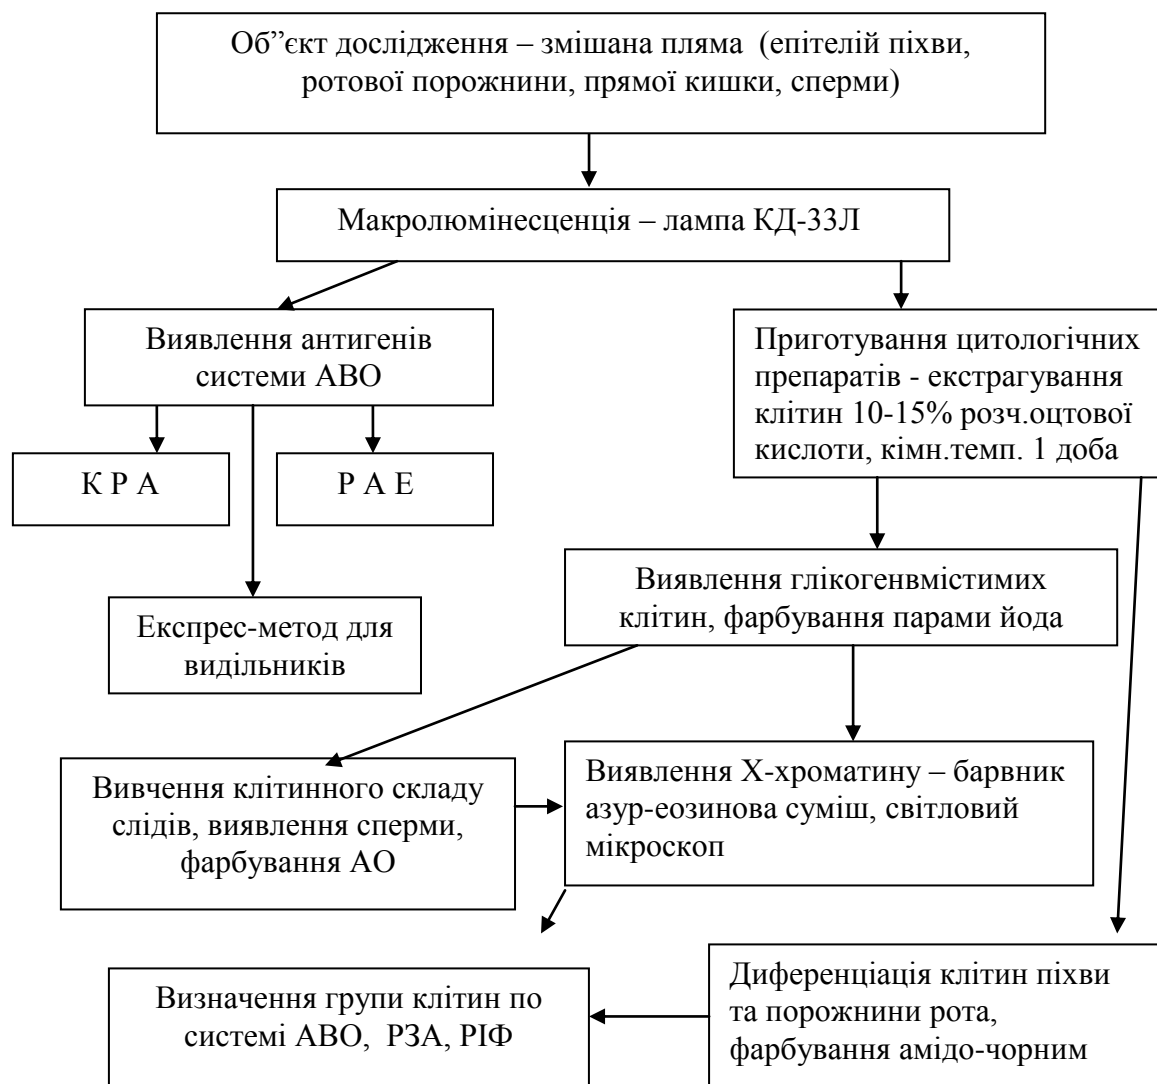 Об”єкт дослідження – змішана пляма (епітелій піхви,
ротової порожнини, прямої кишки, сперми)
Макролюмінесценція – лампа КД-33Л
Виявлення антигенів
системи АВО
Приготування цитологічних
препаратів - екстрагування
клітин 10-15% розч.оцтової
кислоти, кімн.темп. 1 доба
К Р А
Р А Е
Експрес-метод для
видільників
Виявлення глікогенвмістимих
клітин, фарбування парами йода
Вивчення клітинного складу
слідів, виявлення сперми,
фарбування АО
Виявлення Х-хроматину – барвник
азур-еозинова суміш, світловий
мікроскоп
Визначення групи клітин по
системі АВО, РЗА, РІФ
Диференціація клітин піхви
та порожнини рота,
фарбування амідо-чорним